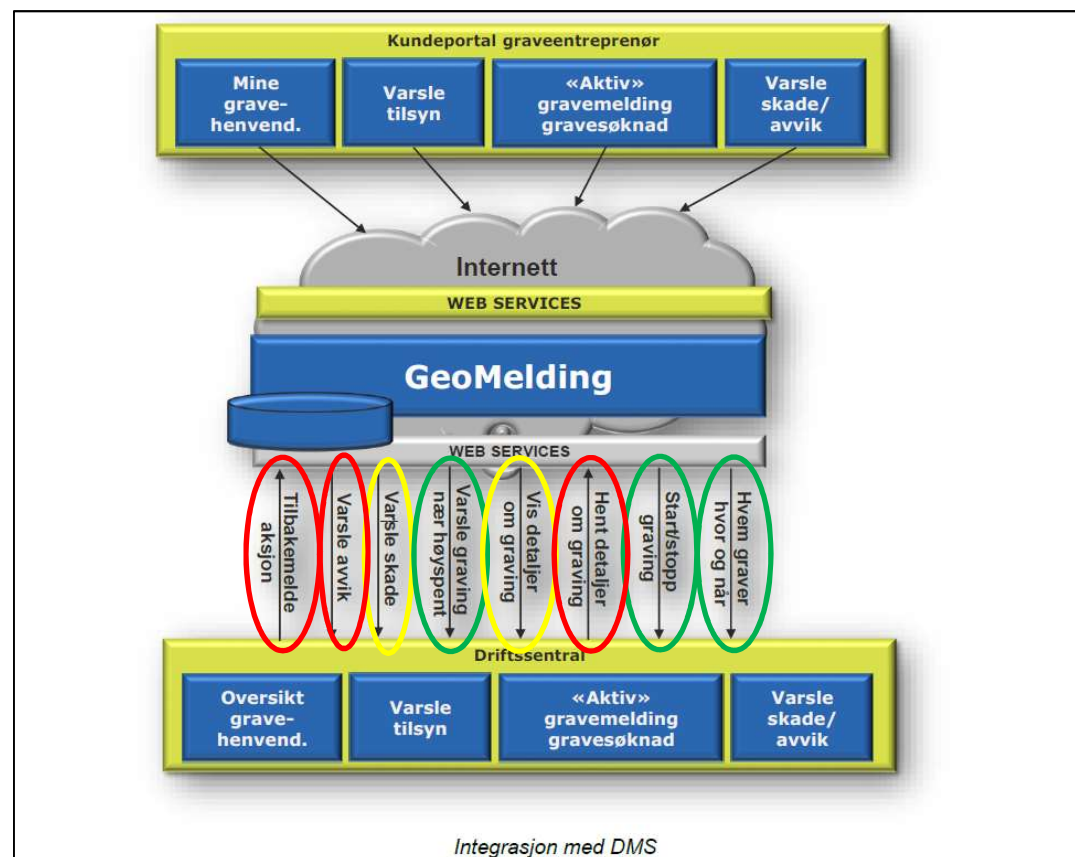 Kundeportal graveentreprenør
Mine
grave-
henvend.
Varsle
tilsyn
«Aktiv»
gravemelding
gravesøknad
Varsle
skade/
avvik
Internett
WEB SERVICES
GeoMelding
WEB SERVICES
Tilbakemelde
aksjon
Varsle avvik
Varsle skade
Varsle graving
nær høyspent
Vis detaljer
om graving
Hent detaljer
om graving
Start/stopp
graving
Hvem graver
hvor og når
Driftssentral
Oversikt
grave-
henvend.
Varsle
tilsyn
«Aktiv»
gravemelding
gravesøknad
Varsle
skade/
avvik
Integrasjon med DMS